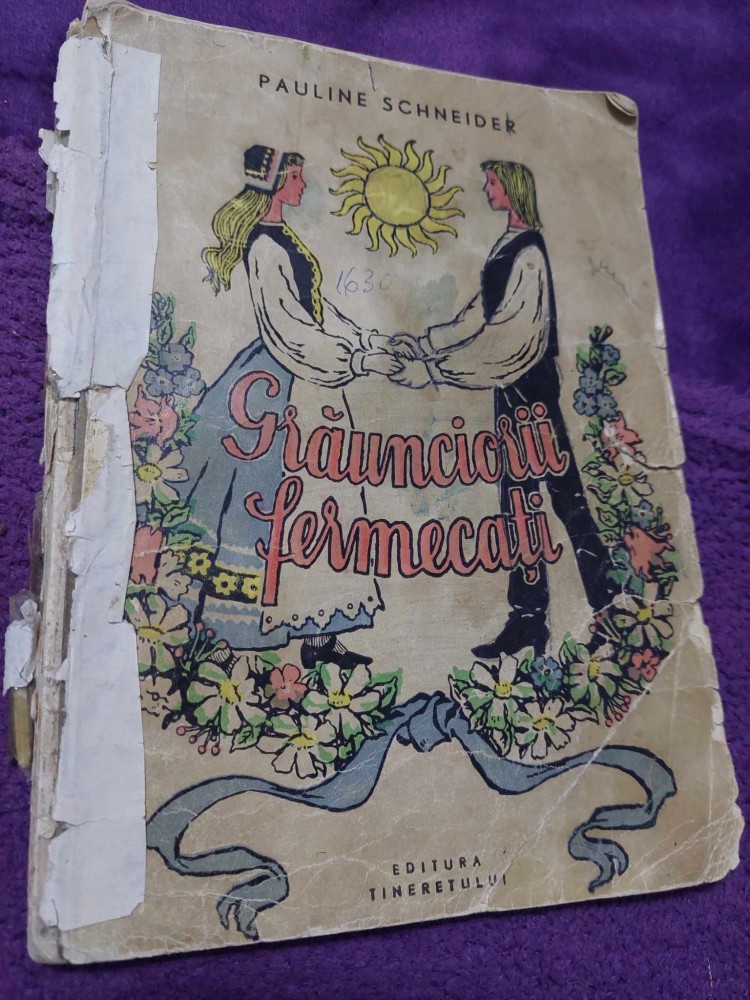 PAULINE SCHNEIDER
1630
Grăunciorii
fermecați
EDITURA
TINERETULUI